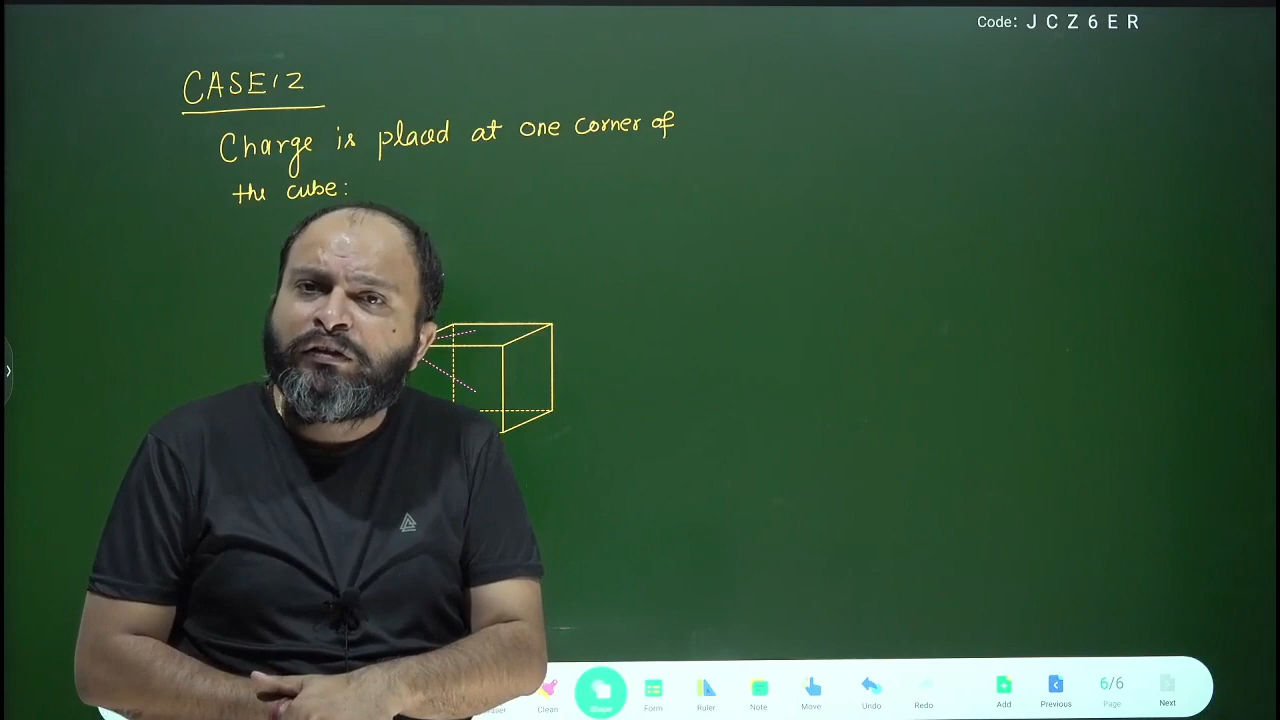 Code: J C Z 6 E R
CASE: 2
Charge is placed at one corner of
the cube:
Clean
Shape
Form
Ruler
Note
Move
Undo
Redo
Add
Previous
6/6
Page
Next